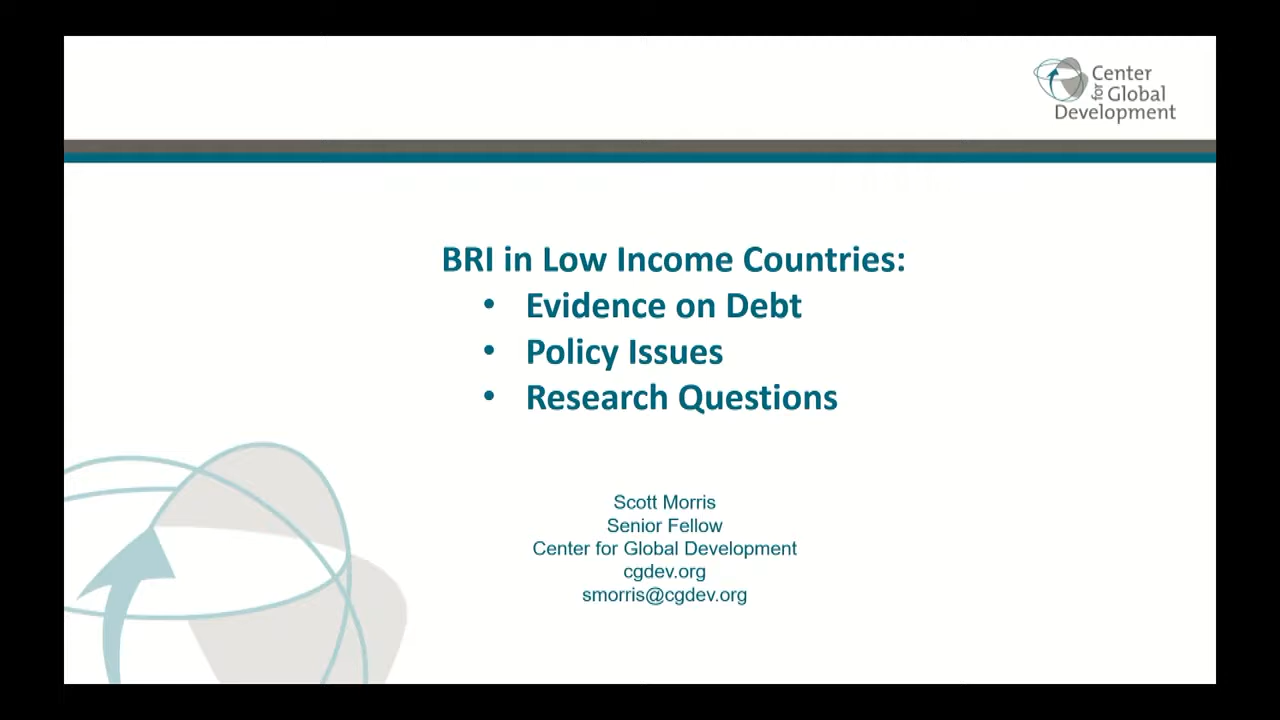 Center
for Global
Development
BRI in Low Income Countries:
• Evidence on Debt
• Policy Issues
• Research Questions
Scott Morris
Senior Fellow
Center for Global Development
cgdev.org
smorris@cgdev.org